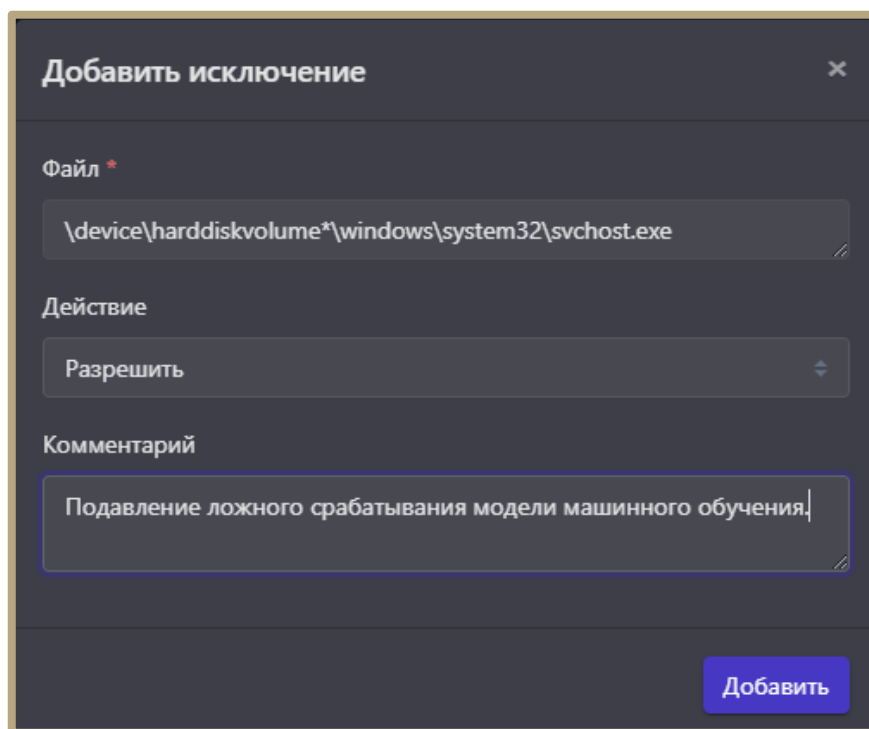 Добавить исключение
×
Файл *
\device\harddiskvolume*\windows\system32\svchost.exe
Действие
Разрешить
Комментарий
Подавление ложного срабатывания модели машинного обучения.
Добавить